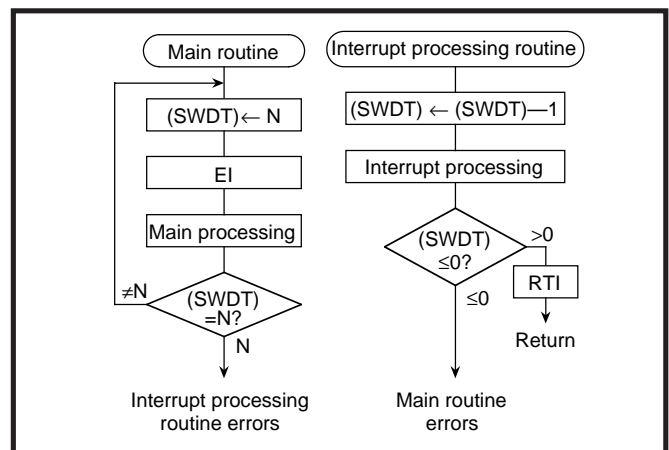 Main routine
(SWDT)← N
EI
Main processing
≠N
(SWDT)
=N?
N
Interrupt processing
routine errors
Interrupt processing routine
(SWDT) ← (SWDT)—1
Interrupt processing
(SWDT)
≤0?
>0
≤0
RTI
Return
Main routine
errors